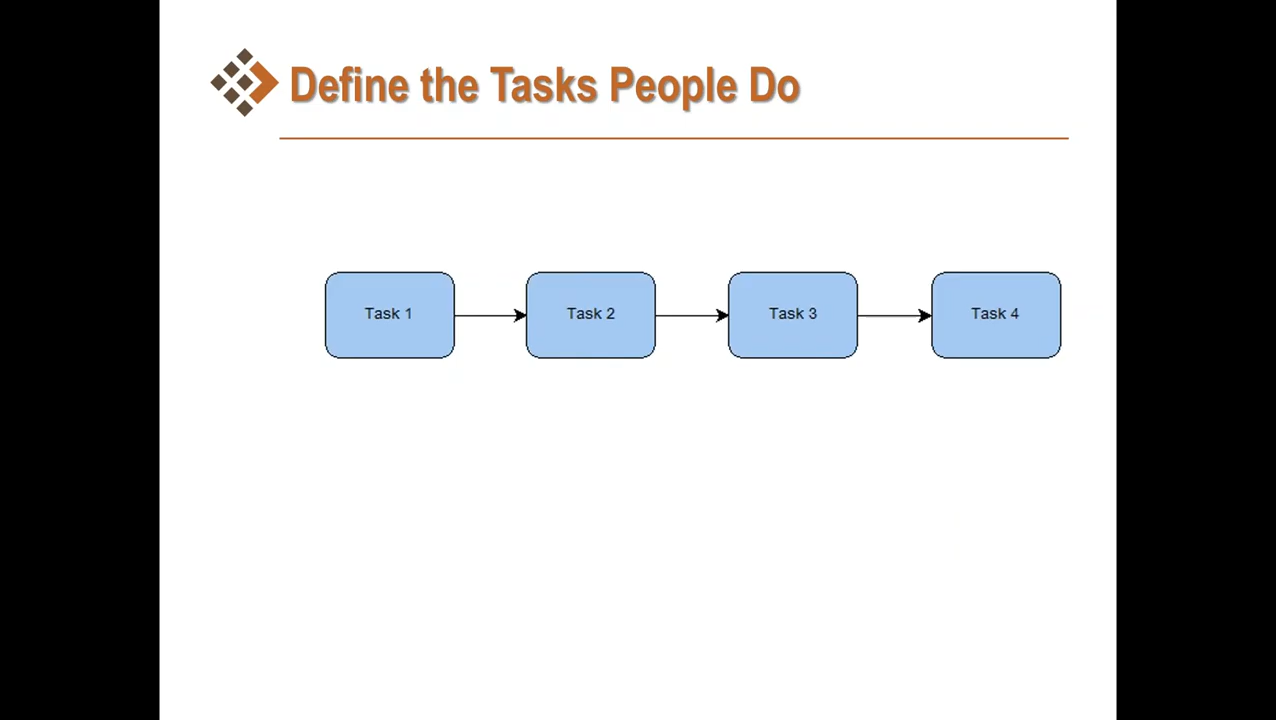 Define the Tasks People Do
Task 1
Task 2
Task 3
Task 4